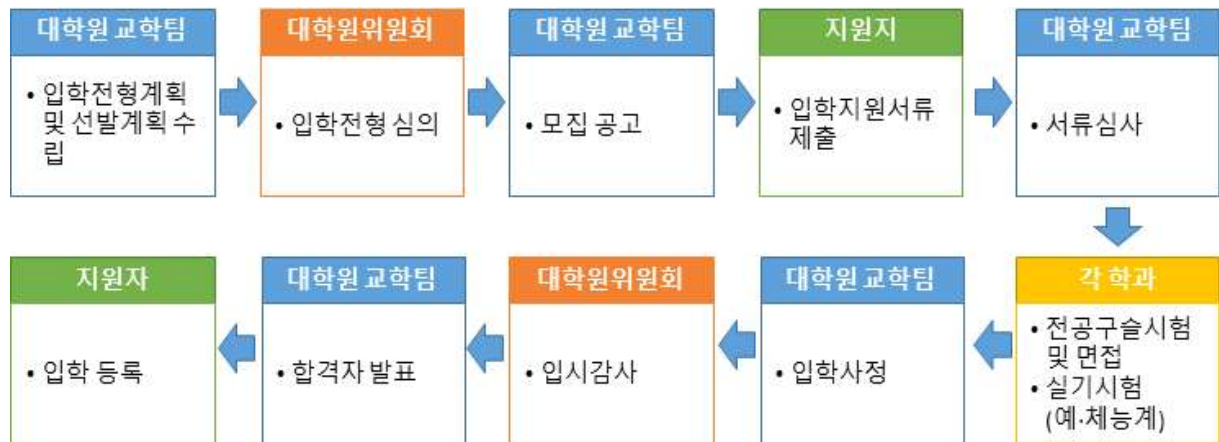 대학원 교학팀
• 입학전형계획
및 선발계획 수
립
대학원위원회
• 입학전형 심의
대학원 교학팀
• 모집 공고
지원지
• 입학지원서류
제출
대학원 교학팀
• 서류심사
각 학과
• 전공구슬시험
및 면접
• 실기시험
(예·체능계)
대학원 교학팀
• 입학사정
대학원위원회
• 입시감사
대학원 교학팀
• 합격자 발표
지원자
• 입학 등록